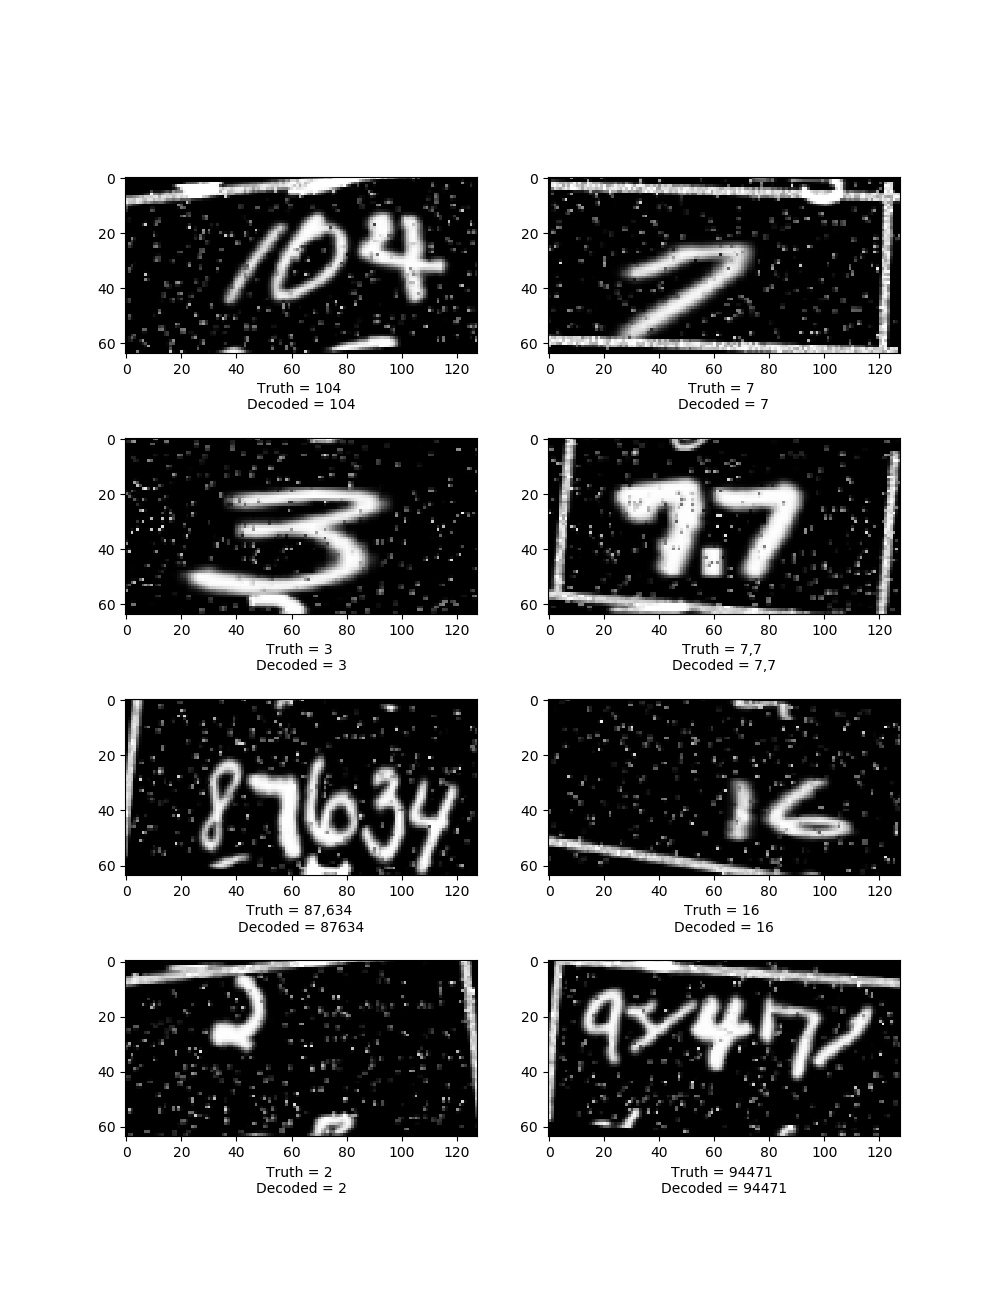 0
20
40
60
104
0 20 40 60 80 100 120
Truth = 104
Decoded = 104
0
20
40
60
7
0 20 40 60 80 100 120
Truth = 7
Decoded = 7
0
20
40
60
3
0 20 40 60 80 100 120
Truth = 3
Decoded = 3
0
20
40
60
7.7
0 20 40 60 80 100 120
Truth = 7,7
Decoded = 7,7
0
20
40
60
87634
0 20 40 60 80 100 120
Truth = 87,634
Decoded = 87634
0
20
40
60
16
0 20 40 60 80 100 120
Truth = 16
Decoded = 16
0
20
40
60
2
0 20 40 60 80 100 120
Truth = 2
Decoded = 2
0
20
40
60
94471
0 20 40 60 80 100 120
Truth = 94471
Decoded = 94471